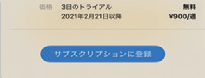 価格 3日のトライアル 無料
2021年2月21日以降 ¥900/週
サブスクリプションに登録